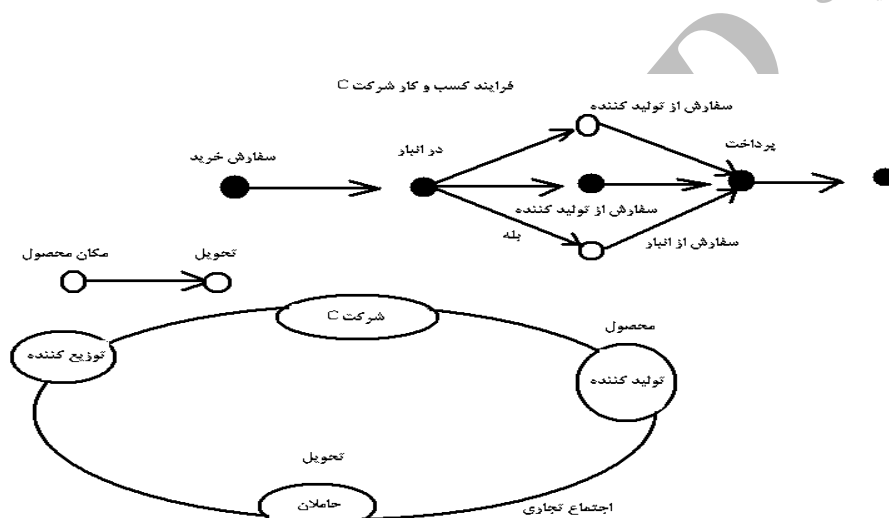 فرایند کسب و کار شرکت C
سفارش از تولید کننده
پرداخت
در انبار
سفارش خرید
سفارش از تولید کننده
بله
سفارش از انبار
تحویل
مکان محصول
شرکت C
محصول
توزیع کننده
تولید کننده
تحویل
حاملان
اجتماع تجاری